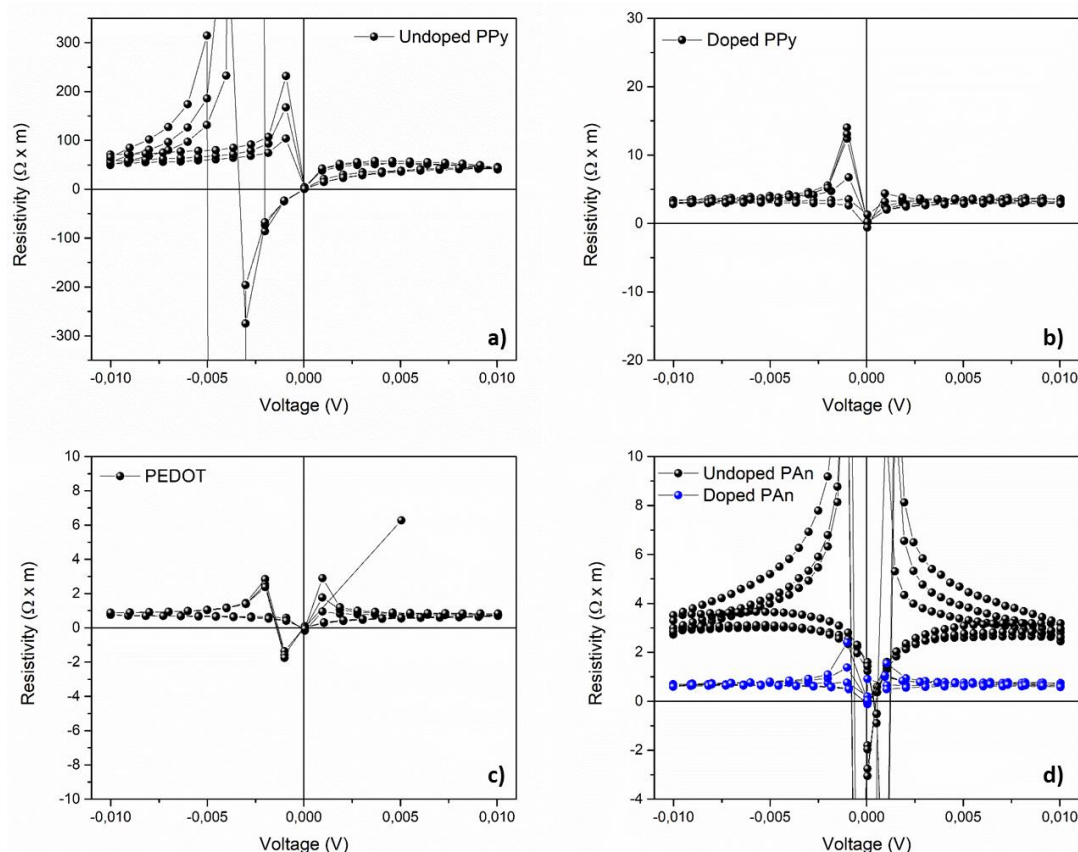 Undoped PPy
300
200
100
0
-100
-200
-300
Resistivity (Ω x m)
-0,010 -0,005 0,000 0,005 0,010
Voltage (V)
a)
Doped PPy
30
20
10
0
-10
-20
Resistivity (Ω x m)
-0,010 -0,005 0,000 0,005 0,010
Voltage (V)
b)
PEDOT
10
8
6
4
2
0
-2
-4
-6
-8
-10
Resistivity (Ω x m)
-0,010 -0,005 0,000 0,005 0,010
Voltage (V)
c)
Undoped PAn
Doped PAn
10
8
6
4
2
0
-2
-4
Resistivity (Ω x m)
-0,010 -0,005 0,000 0,005 0,010
Voltage (V)
d)